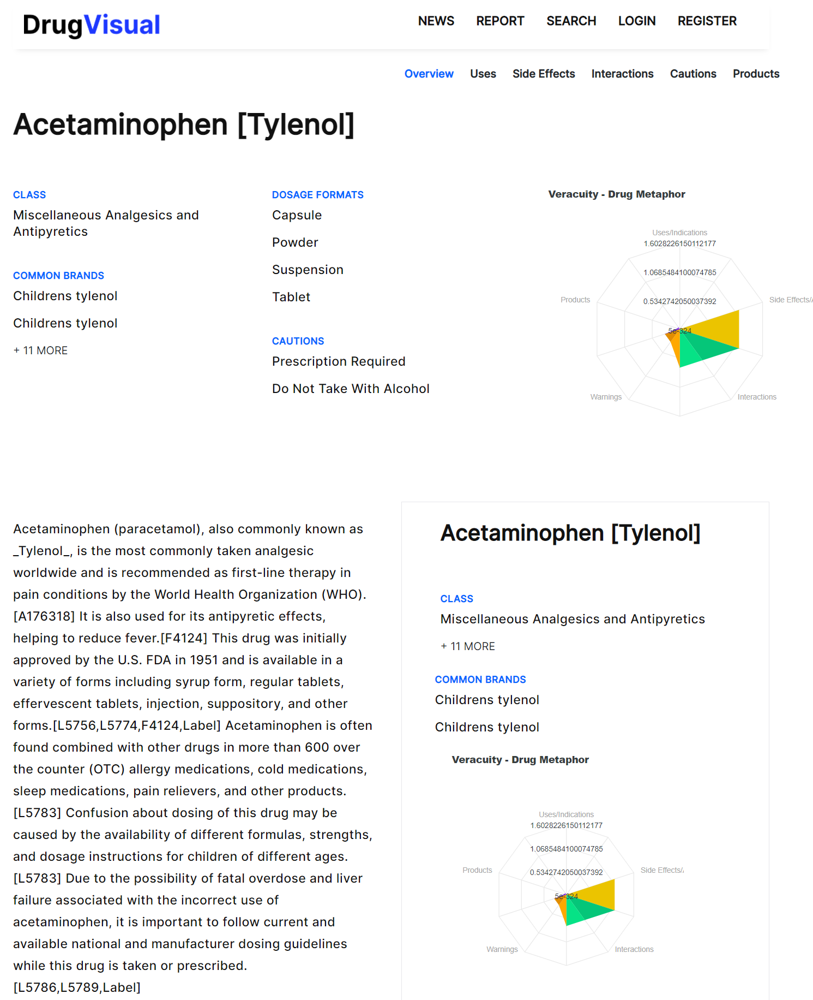 DrugVisual
NEWS REPORT SEARCH LOGIN REGISTER
Overview Uses Side Effects Interactions Cautions Products
Acetaminophen [Tylenol]
CLASS
Miscellaneous Analgesics and
Antipyretics
COMMON BRANDS
Childrens tylenol
Childrens tylenol
+ 11 MORE
DOSAGE FORMATS
Capsule
Powder
Suspension
Tablet
CAUTIONS
Prescription Required
Do Not Take With Alcohol
Veracuity - Drug Metaphor
Uses/Indications
1.6028226150112177
1.0685484100074785
Products
0.5342742050037392
Side Effects/
5e-324
Warnings
Interactions
Acetaminophen (paracetamol), also commonly known as
_Tylenol_, is the most commonly taken analgesic
worldwide and is recommended as first-line therapy in
pain conditions by the World Health Organization (WHO).
[A176318] It is also used for its antipyretic effects,
helping to reduce fever.[F4124] This drug was initially
approved by the U.S. FDA in 1951 and is available in a
variety of forms including syrup form, regular tablets,
effervescent tablets, injection, suppository, and other
forms.[L5756,L5774,F4124,Label] Acetaminophen is often
found combined with other drugs in more than 600 over
the counter (OTC) allergy medications, cold medications,
sleep medications, pain relievers, and other products.
[L5783] Confusion about dosing of this drug may be
caused by the availability of different formulas, strengths,
and dosage instructions for children of different ages.
[L5783] Due to the possibility of fatal overdose and liver
failure associated with the incorrect use of
acetaminophen, it is important to follow current and
available national and manufacturer dosing guidelines
while this drug is taken or prescribed.
[L5786,L5789,Label]
Acetaminophen [Tylenol]
CLASS
Miscellaneous Analgesics and Antipyretics
+ 11 MORE
COMMON BRANDS
Childrens tylenol
Childrens tylenol
Veracuity - Drug Metaphor
Uses/Indications
1.6028226150112177
1.0685484100074785
Products
0.5342742050037392
Side Effects/
5e-324
Warnings
Interactions